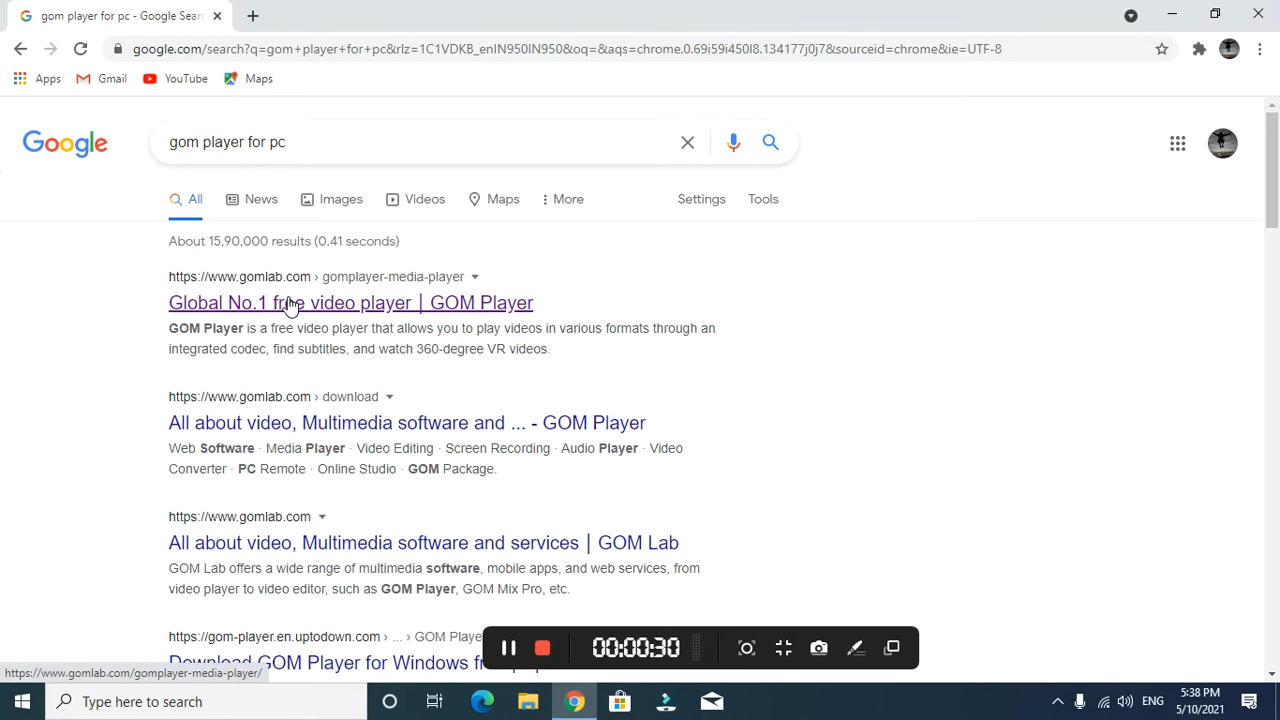 gom player for pc - Google Sear
google.com/search?q=gom+player+for+pc&rlz=1C1VDKB_enIN950IN950&oq=&aqs=chrome.0.69i59i450l8.134177j0j7&sourceid=chrome&ie=UTF-8
Apps Gmail YouTube Maps
Google gom player for pc
All News Images Videos Maps More Settings Tools
About 15,90,000 results (0.41 seconds)
https://www.gomlab.com › gomplayer-media-player
Global No.1 free video player | GOM Player
GOM Player is a free video player that allows you to play videos in various formats through an
integrated codec, find subtitles, and watch 360-degree VR videos.
https://www.gomlab.com › download
All about video, Multimedia software and ... - GOM Player
Web Software · Media Player · Video Editing · Screen Recording · Audio Player · Video
Converter · PC Remote · Online Studio · GOM Package.
https://www.gomlab.com
All about video, Multimedia software and services | GOM Lab
GOM Lab offers a wide range of multimedia software, mobile apps, and web services, from
video player to video editor, such as GOM Player, GOM Mix Pro, etc.
https://gom-player.en.uptodown.com › ... › GOM Playe
00:00:30
Download GOM Player for Windows
https://www.gomlab.com/gomplayer-media-player/
Type here to search
ENG
5:38 PM
5/10/2021